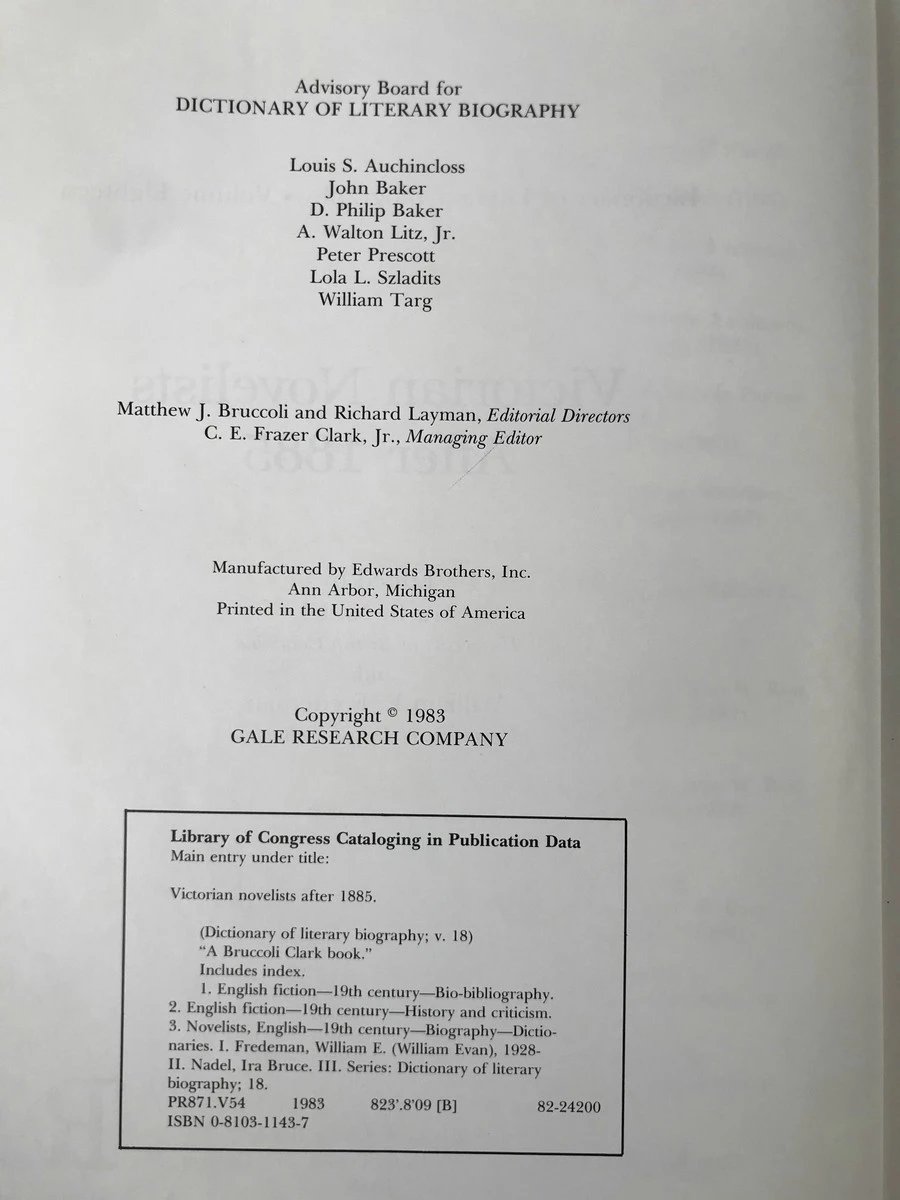 Advisory Board for
DICTIONARY OF LITERARY BIOGRAPHY
Louis S. Auchincloss
John Baker
D. Philip Baker
A. Walton Litz, Jr.
Peter Prescott
Lola L. Szladits
William Targ
Matthew J. Bruccoli and Richard Layman, Editorial Directors
C. E. Frazer Clark, Jr., Managing Editor
Manufactured by Edwards Brothers, Inc.
Ann Arbor, Michigan
Printed in the United States of America
Copyright © 1983
GALE RESEARCH COMPANY
Library of Congress Cataloging in Publication Data
Main entry under title:
Victorian novelists after 1885.
(Dictionary of literary biography; v. 18)
“A Bruccoli Clark book.”
Includes index.
1. English fiction—19th century—Bio-bibliography.
2. English fiction—19th century—History and criticism.
3. Novelists, English—19th century—Biography—Dictio-
naries. I. Fredeman, William E. (William Evan), 1928-
II. Nadel, Ira Bruce. III. Series: Dictionary of literary
biography; 18.
PR871.V54 1983 823'.8'09 [B] 82-24200
ISBN 0-8103-1143-7